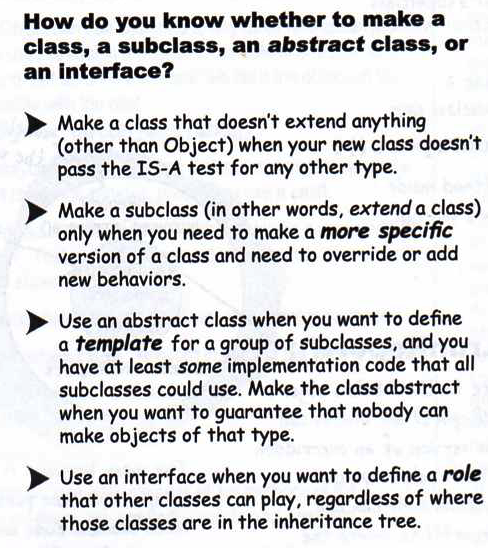 How do you know whether to make a
class, a subclass, an abstract class, or
an interface?
Make a class that doesn't extend anything
(other than Object) when your new class doesn't
pass the IS-A test for any other type.
Make a subclass (in other words, extend a class)
only when you need to make a more specific
version of a class and need to override or add
new behaviors.
Use an abstract class when you want to define
a template for a group of subclasses, and you
have at least some implementation code that all
subclasses could use. Make the class abstract
when you want to guarantee that nobody can
make objects of that type.
Use an interface when you want to define a role
that other classes can play, regardless of where
those classes are in the inheritance tree.